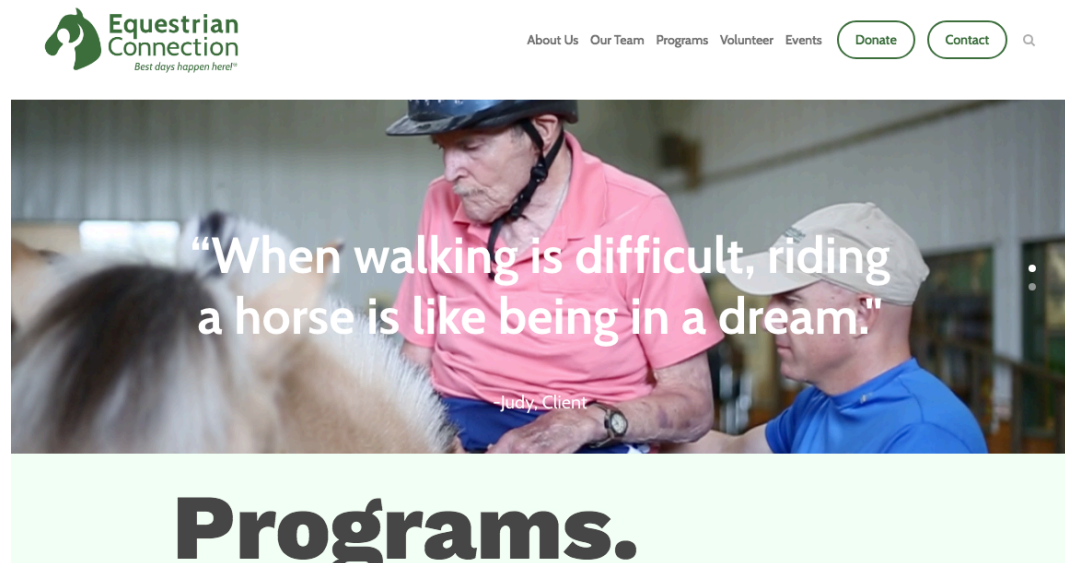 Equestrian
Connection
Best days happen here!®
About Us Our Team Programs Volunteer Events Donate Contact
“When walking is difficult, riding
a horse is like being in a dream."
-Judy, Client
Programs.